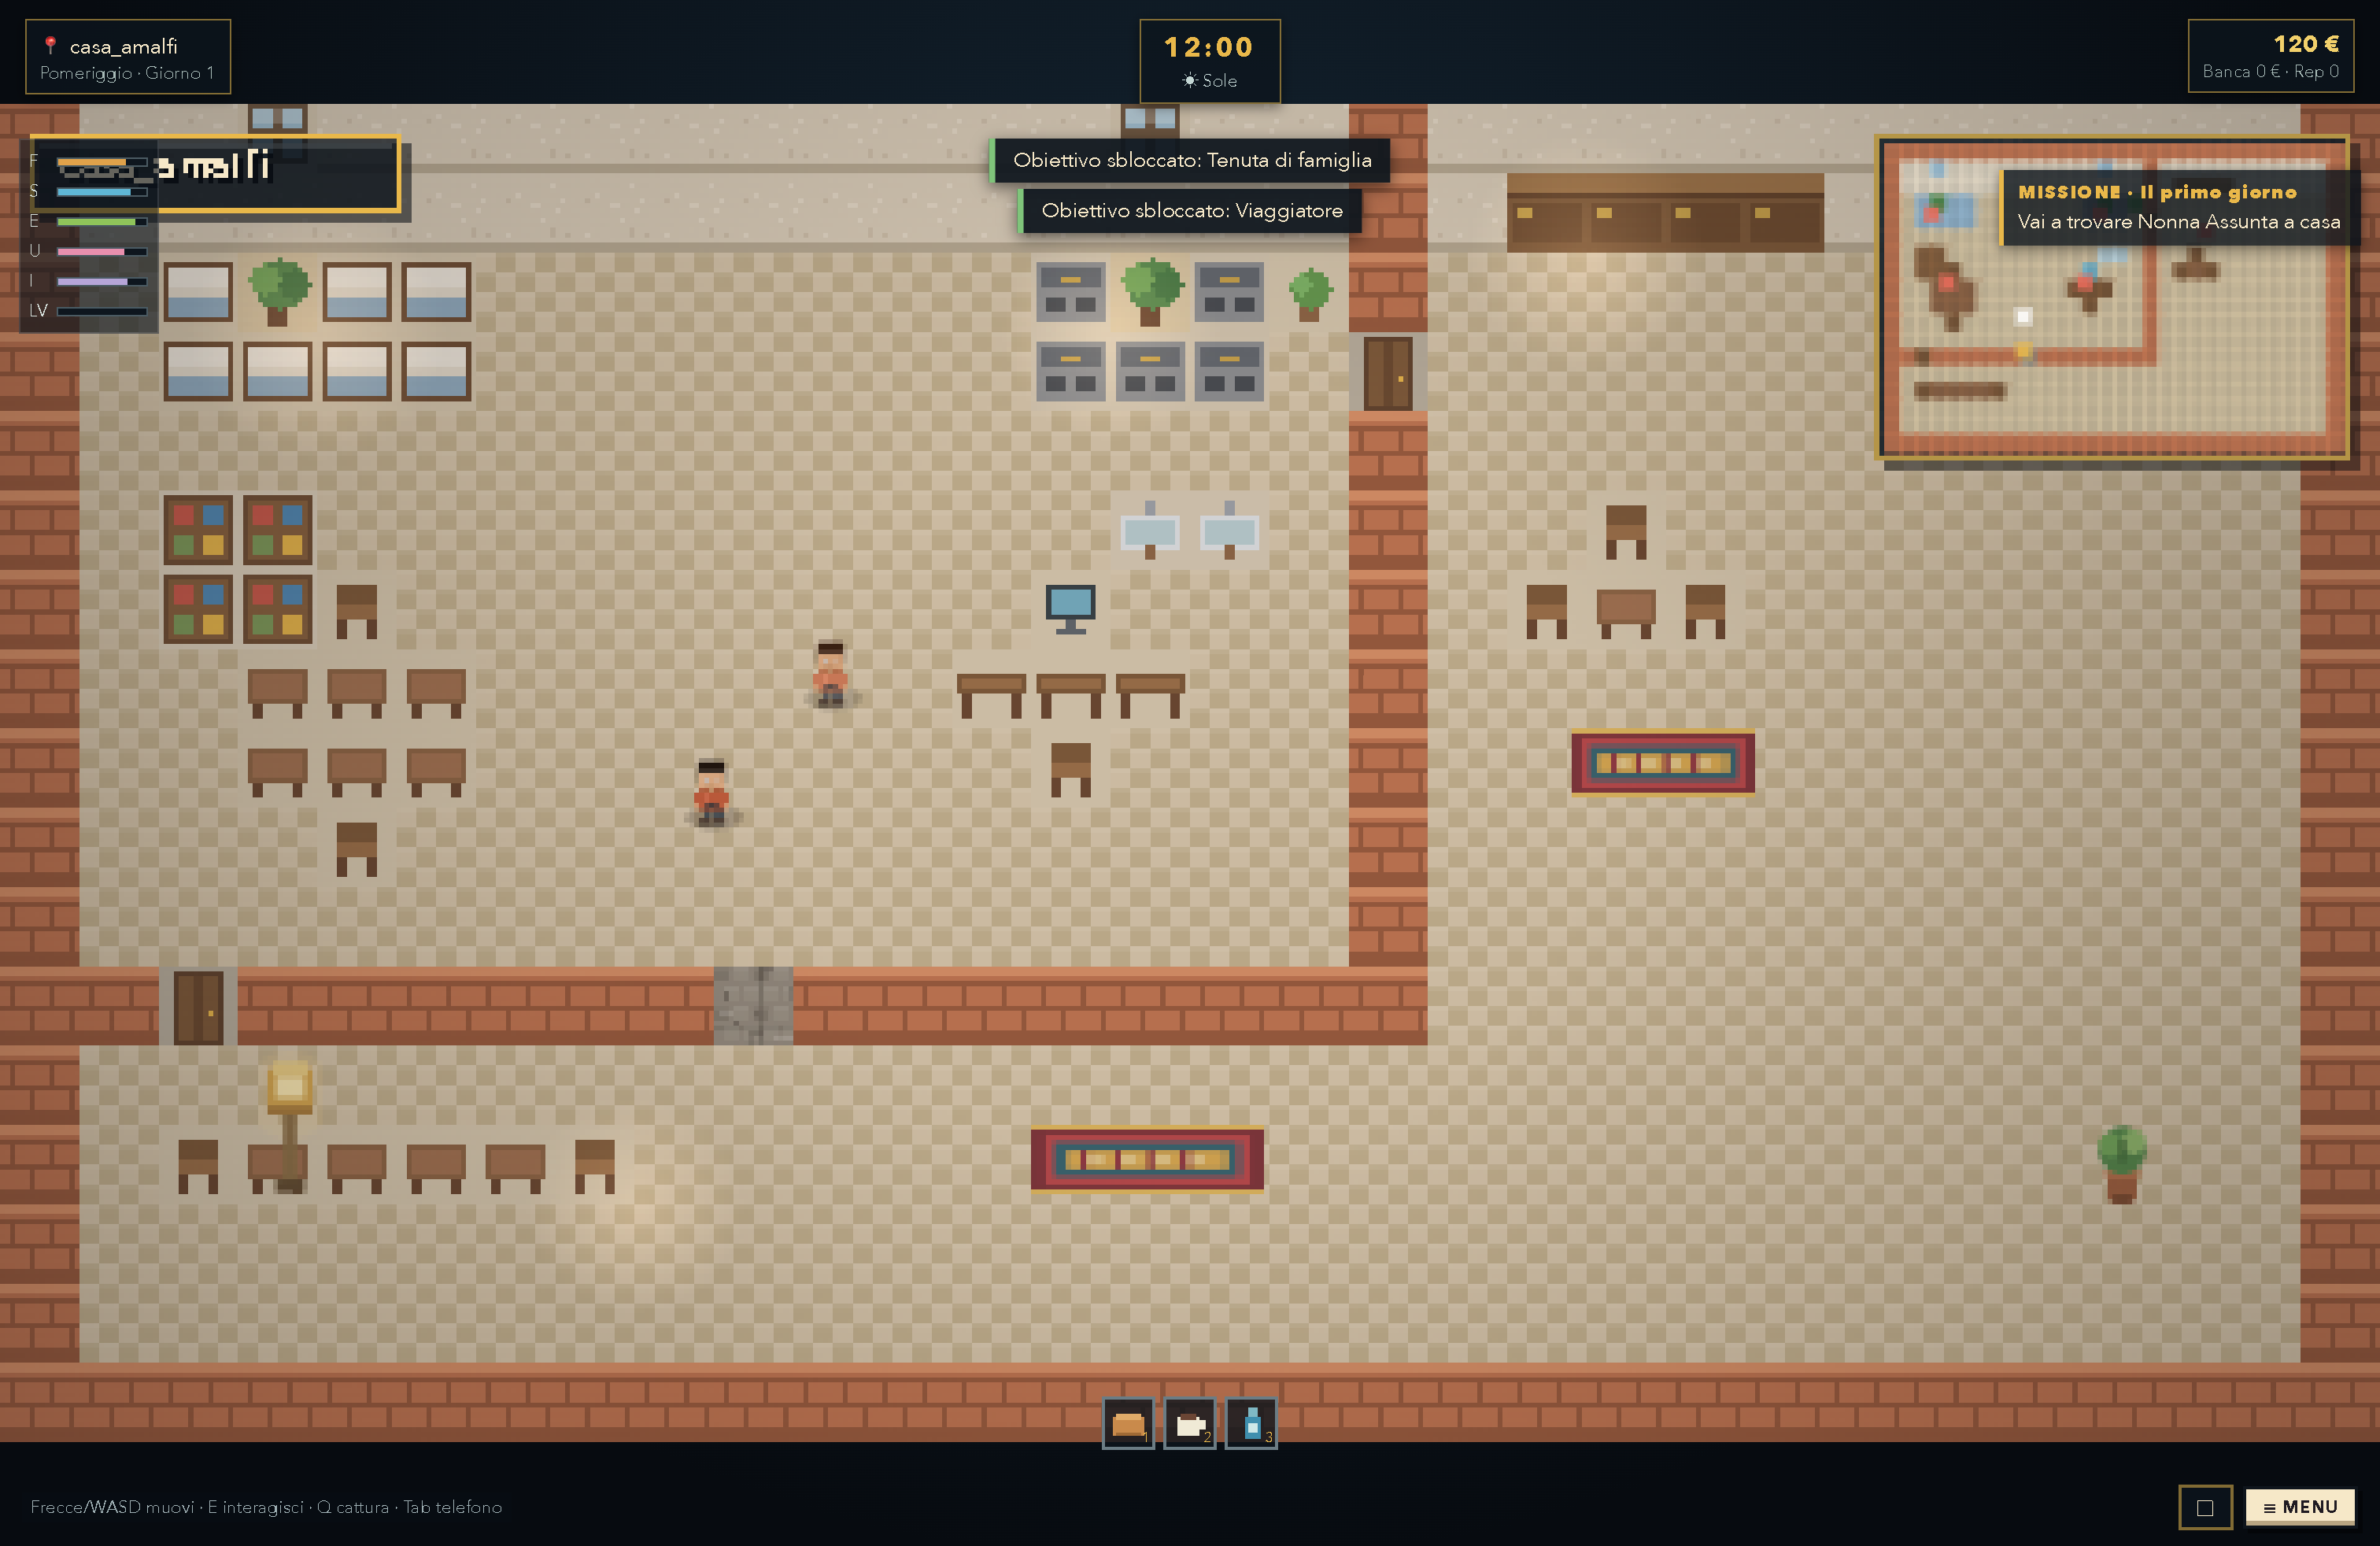 casa_amalfi
Pomeriggio · Giorno 1
12:00
Sole
120 €
Banca 0 € · Rep 0
amalfi
F
S
E
U
I
LV
Obiettivo sbloccato: Tenuta di famiglia
Obiettivo sbloccato: Viaggiatore
MISSIONE · Il primo giorno
Vai a trovare Nonna Assunta a casa
1
2
3
Frecce/WASD muovi · E interagisci · Q cattura · Tab telefono
≡ MENU